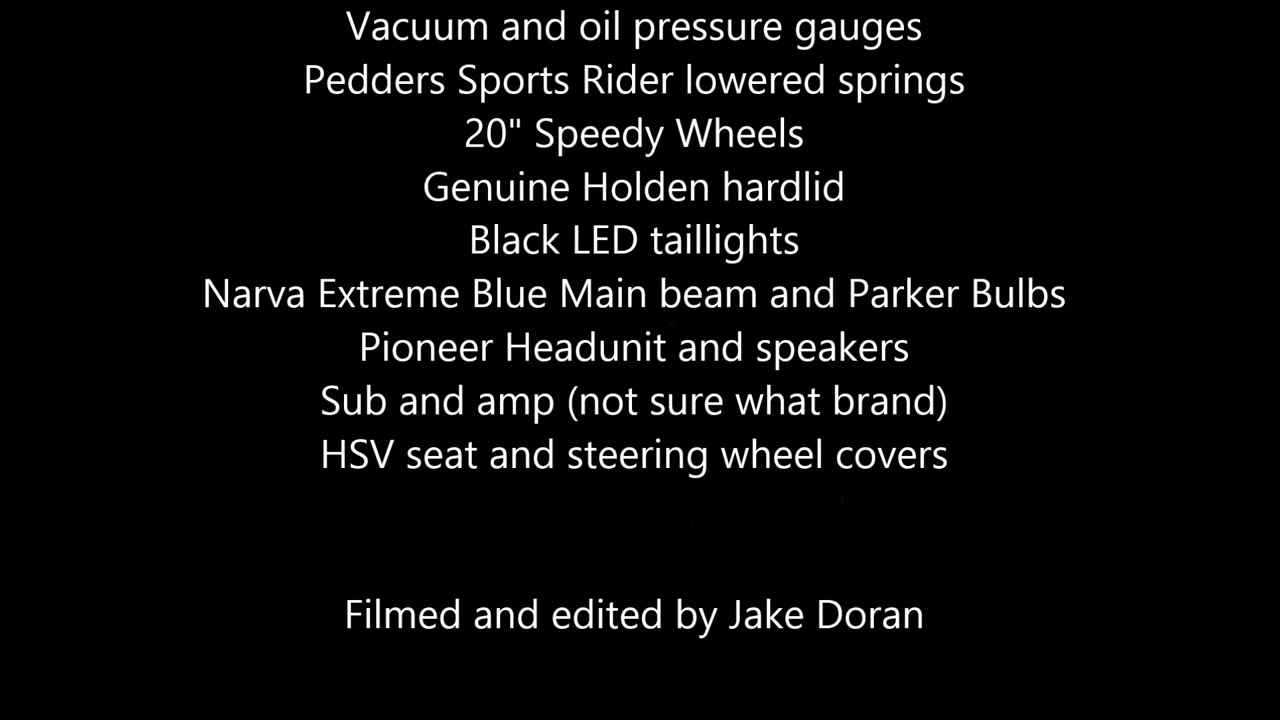 Vacuum and oil pressure gauges
Pedders Sports Rider lowered springs
20" Speedy Wheels
Genuine Holden hardlid
Black LED taillights
Narva Extreme Blue Main beam and Parker Bulbs
Pioneer Headunit and speakers
Sub and amp (not sure what brand)
HSV seat and steering wheel covers
Filmed and edited by Jake Doran